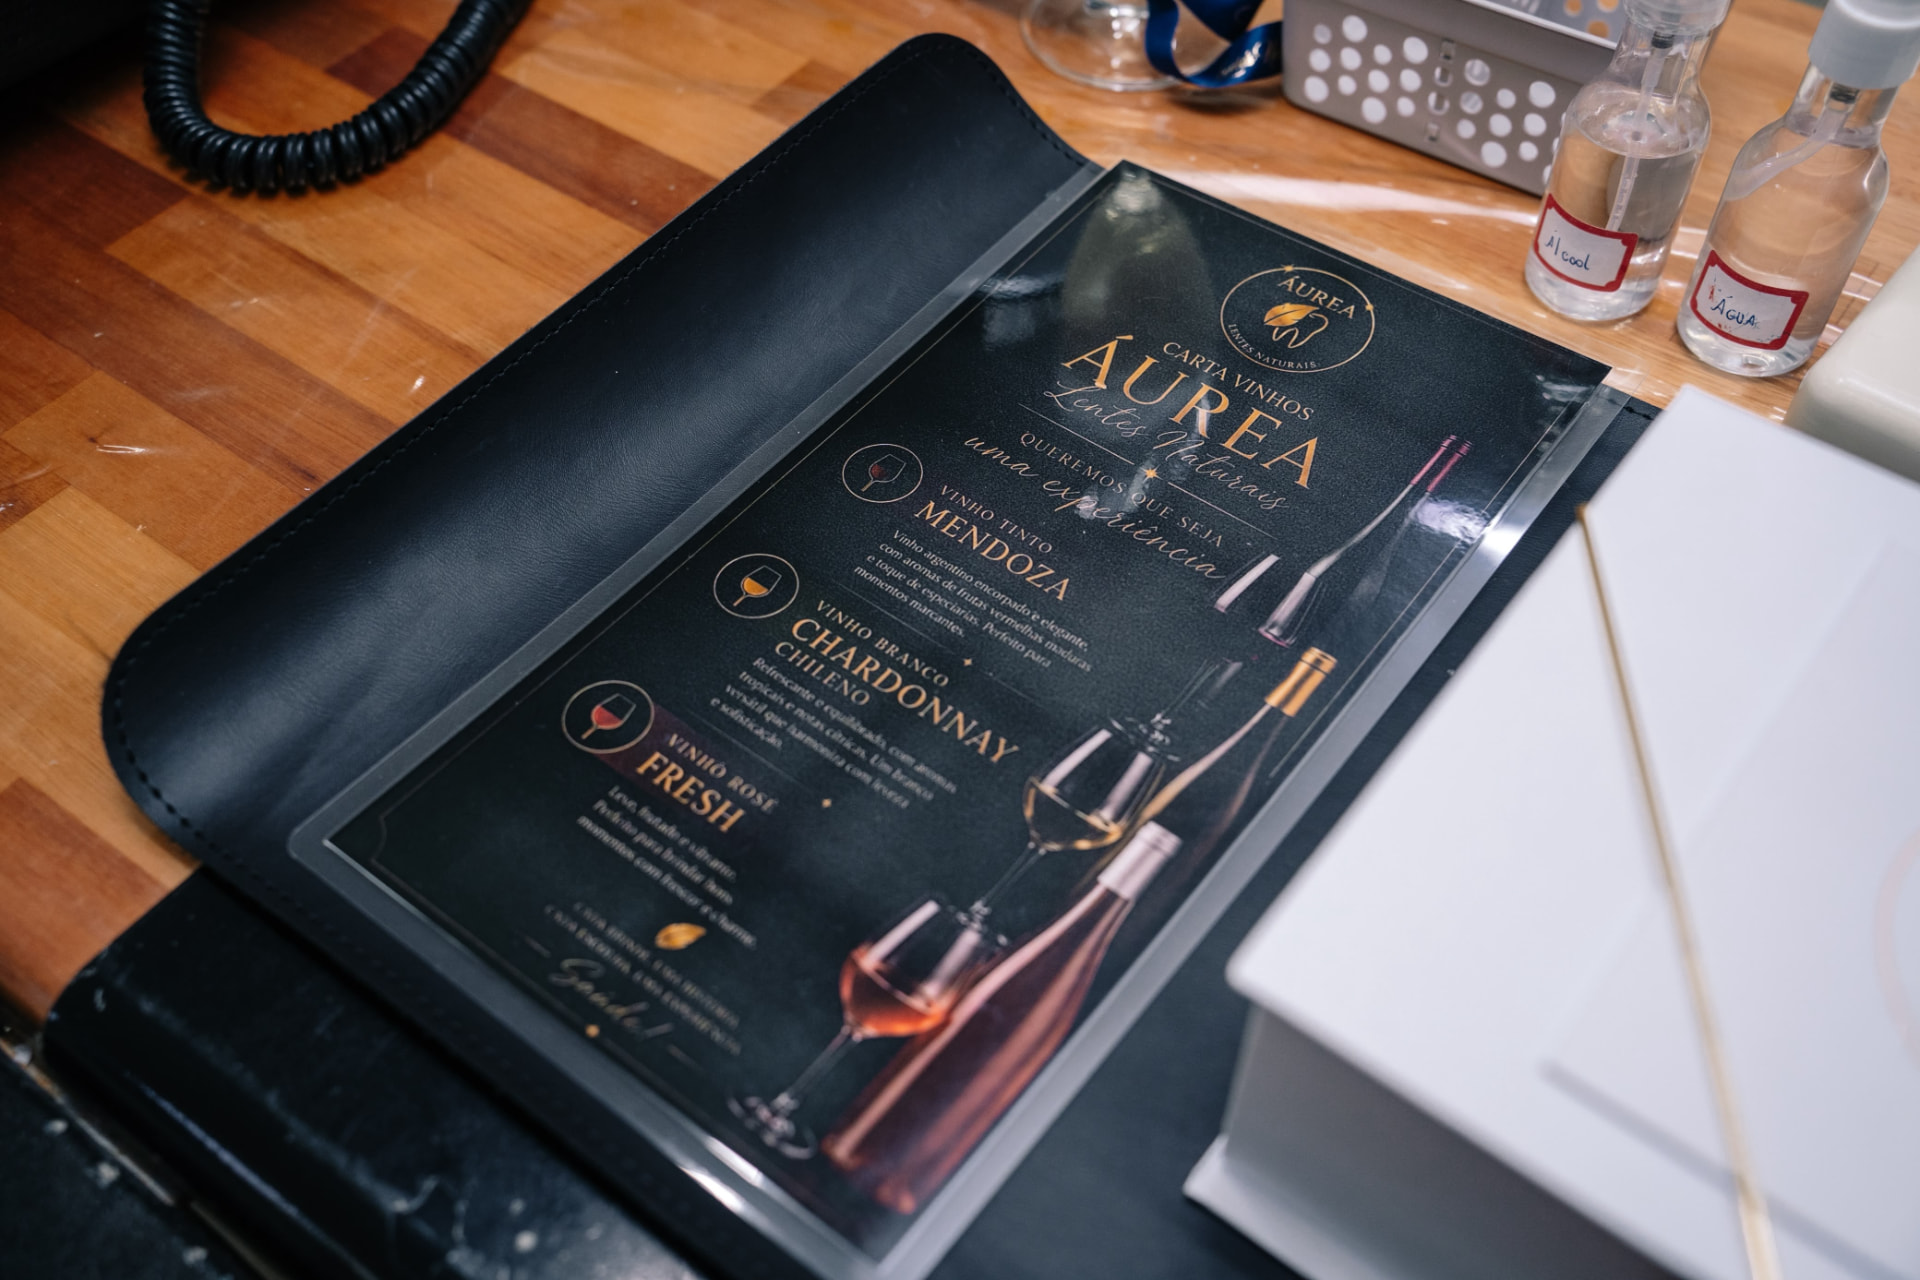 ÁUREA
LENTES NATURAIS
CARTA VINHOS
ÁUREA
Lentes Naturais
QUEREMOS QUE SEJA
uma experiência
VINHO TINTO
MENDOZA
Vinho argentino encorpado e elegante,
com aromas de frutas vermelhas maduras
e toque de especiarias. Perfeito para
momentos marcantes.
VINHO BRANCO
CHARDONNAY
CHILENO
Refrescante e equilibrado, com aromas
tropicais e notas cítricas. Um branco
versátil que harmoniza com leveza
e sofisticação.
VINHO ROSÉ
FRESH
Leve, frutado e vibrante.
Perfeito para brindar bons
momentos com frescor e charme.
Saúde!
Álcool
ÁGUA